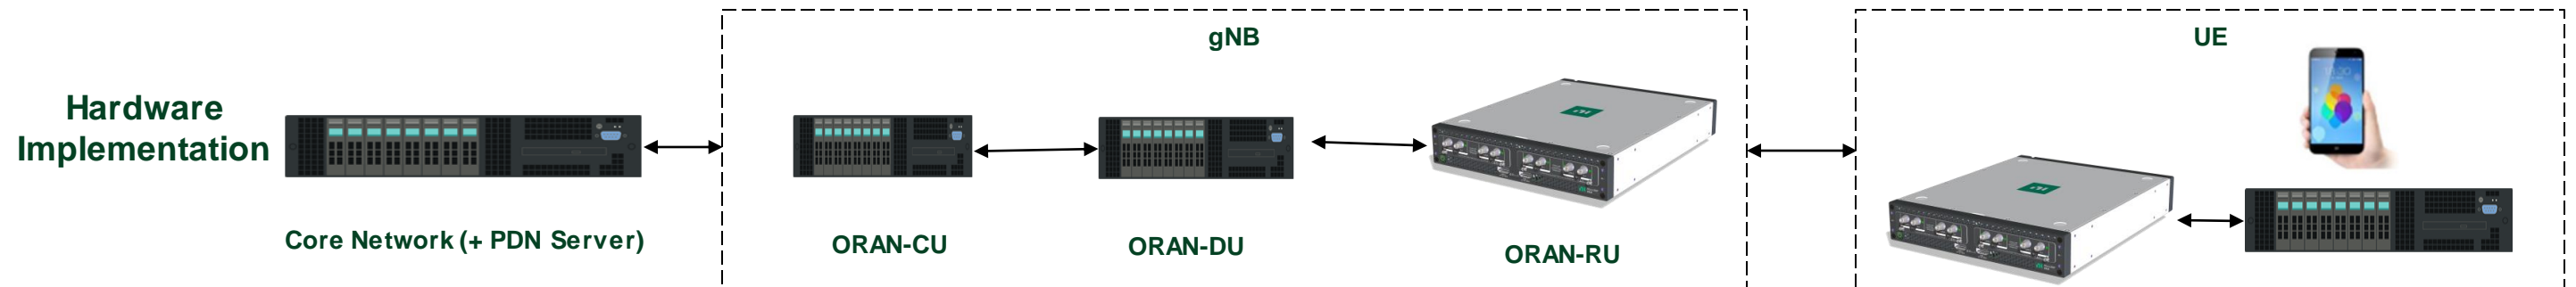 Hardware
Implementation
Core Network (+ PDN Server)
gNB
ORAN-CU
ORAN-DU
ORAN-RU
UE